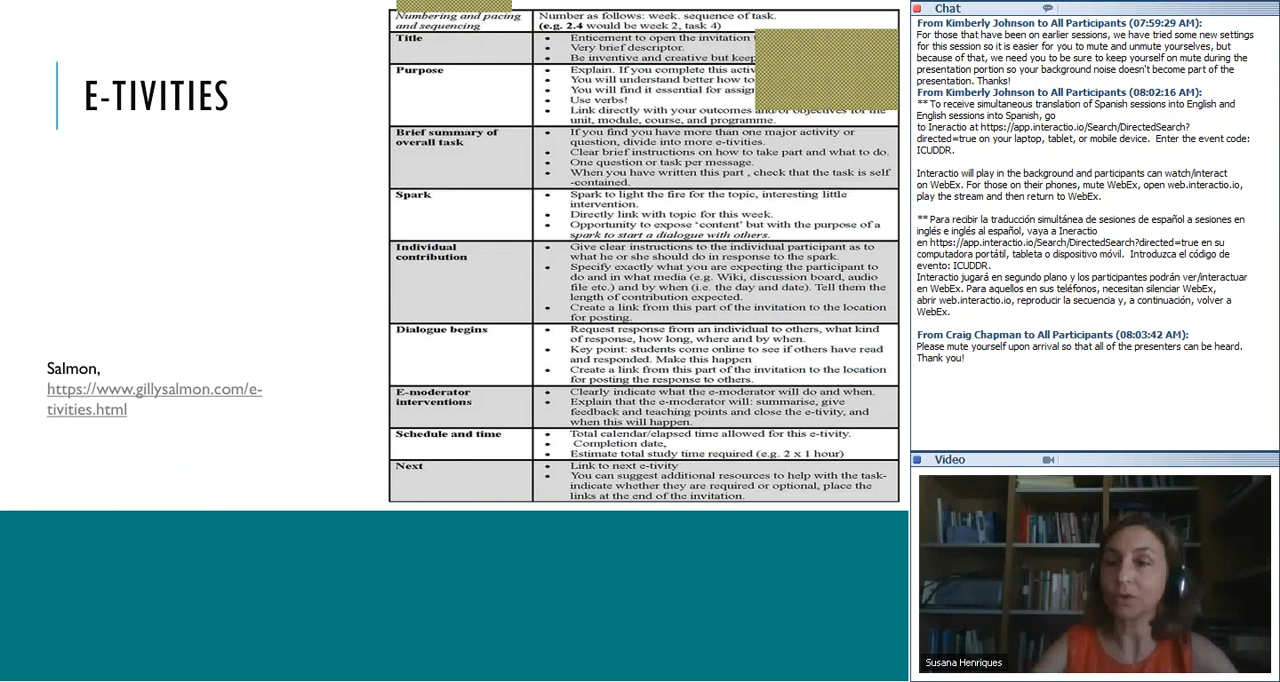 E-TIVITIES
Salmon,
https://www.gillysalmon.com/e-
tivities.html
Numbering and pacing
and sequencing
Number as follows: week. sequence of task.
(e.g. 2.4 would be week 2, task 4)
Title
• Enticement to open the invitation
• Very brief descriptor.
• Be inventive and creative but keep
Purpose
• Explain. If you complete this
• You will understand better how to
• You will find it essential for
• Use verbs!
• Link directly with your outcomes and/or objectives for the
unit, module, course, and programme.
Brief summary of
overall task
• If you find you have more than one major activity or
question, divide into more e-tivities.
• Clear brief instructions on how to take part and what to do.
• One question or task per message.
• When you have written this part , check that the task is self
-contained.
Spark
• Spark to light the fire for the topic, interesting little
intervention.
• Directly link with topic for this week.
• Opportunity to expose ‘content’ but with the purpose of a
spark to start a dialogue with others.
Individual
contribution
• Give clear instructions to the individual participant as to
what he or she should do in response to the spark.
• Specify exactly what you are expecting the participant to
do and in what media (e.g. Wiki, discussion board, audio
file etc.) and by when (i.e. the day and date). Tell them the
length of contribution expected.
• Create a link from this part of the invitation to the location
for posting.
Dialogue begins
• Request response from an individual to others, what kind
of response, how long, where and by when.
• Key point: students come online to see if others have read
and responded. Make this happen
• Create a link from this part of the invitation to the location
for posting the response to others.
E-moderator
interventions
• Clearly indicate what the e-moderator will do and when.
• Explain that the e-moderator will: summarise, give
feedback and teaching points and close the e-tivity, and
when this will happen.
Schedule and time
• Total calendar/elapsed time allowed for this e-tivity.
• Completion date,
• Estimate total study time required (e.g. 2 x 1 hour)
Next
• Link to next e-tivity
• You can suggest additional resources to help with the task-
indicate whether they are required or optional, place the
links at the end of the invitation.
Chat
From Kimberly Johnson to All Participants (07:59:29 AM):
For those that have been on earlier sessions, we have tried some new settings
for this session so it is easier for you to mute and unmute yourselves, but
because of that, we need you to be sure to keep yourself on mute during the
presentation portion so your background noise doesn't become part of the
presentation. Thanks!
From Kimberly Johnson to All Participants (08:02:16 AM):
** To receive simultaneous translation of Spanish sessions into English and
English sessions into Spanish, go
to Ineractio at https://app.interactio.io/Search/DirectedSearch?
directed=true on your laptop, tablet, or mobile device. Enter the event code:
ICUDDR.
Interactio will play in the background and participants can watch/interact
on WebEx. For those on their phones, mute WebEx, open web.interactio.io,
play the stream and then return to WebEx.
** Para recibir la traducción simultánea de sesiones de español a sesiones en
inglés e inglés al español, vaya a Ineractio
en https://app.interactio.io/Search/DirectedSearch?directed=true en su
computadora portátil, tableta o dispositivo móvil. Introduzca el código de
evento: ICUDDR.
Interactio jugará en segundo plano y los participantes podrán ver/interactuar
en WebEx. Para aquellos en sus teléfonos, necesitan silenciar WebEx,
abrir web.interactio.io, reproducir la secuencia y, a continuación, volver a
WebEx.
From Craig Chapman to All Participants (08:03:42 AM):
Please mute yourself upon arrival so that all of the presenters can be heard.
Thank you!
Video
Susana Henriques